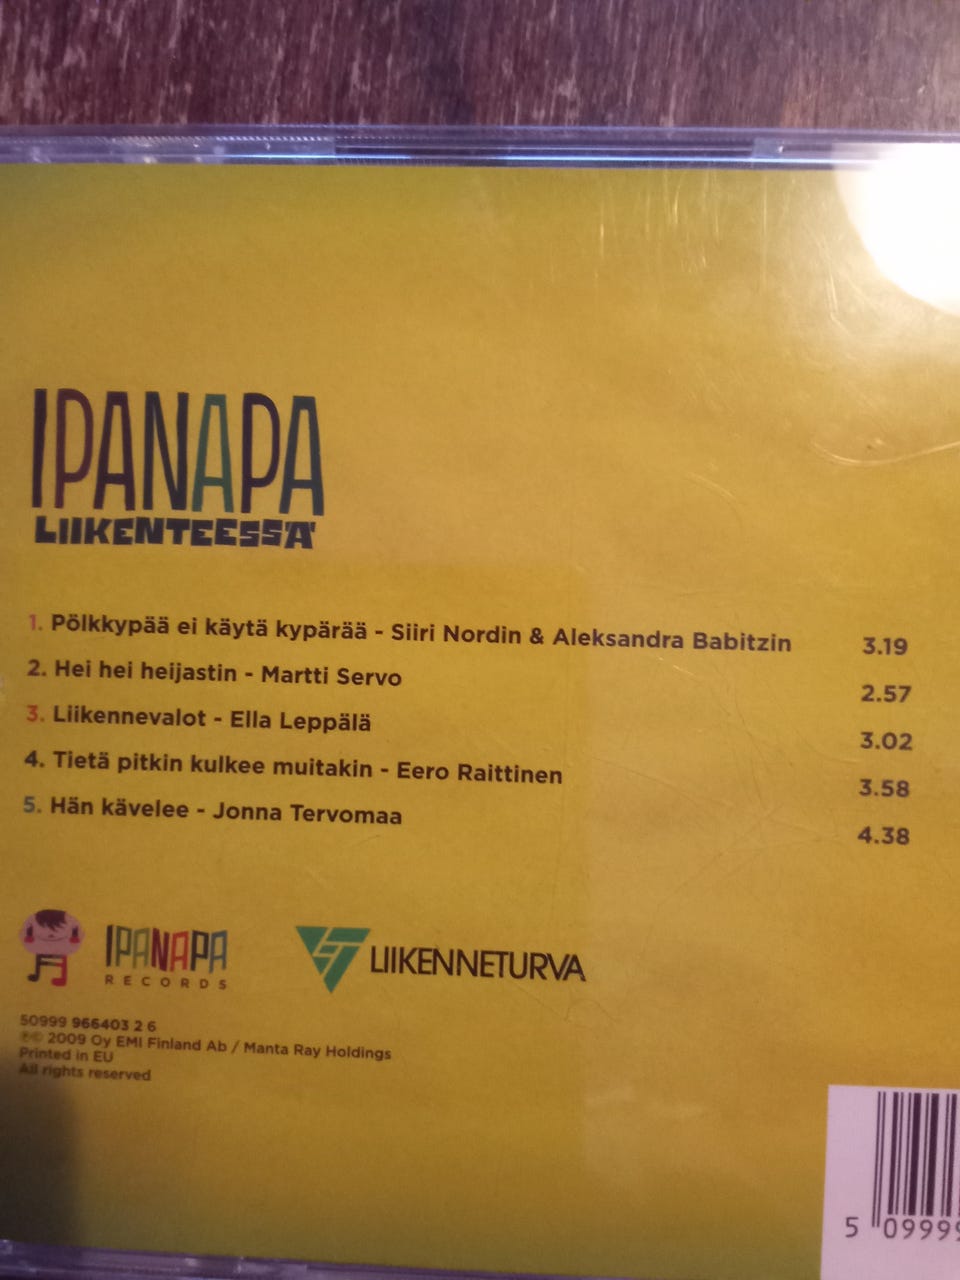 IPANAPA
LIIKENTEESSÄ
1. Pölkkypää ei käytä kypärää - Siiri Nordin & Aleksandra Babitzin 3.19
2. Hei hei heijastin - Martti Servo 2.57
3. Liikennevalot - Ella Leppälä 3.02
4. Tietä pitkin kulkee muitakin - Eero Raittinen 3.58
5. Hän kävelee - Jonna Tervomaa 4.38
IPANAPA
RECORDS
LIIKENNETURVA
50999 966403 2 6
℗© 2009 Oy EMI Finland Ab / Manta Ray Holdings
Printed in EU
All rights reserved
5 09999